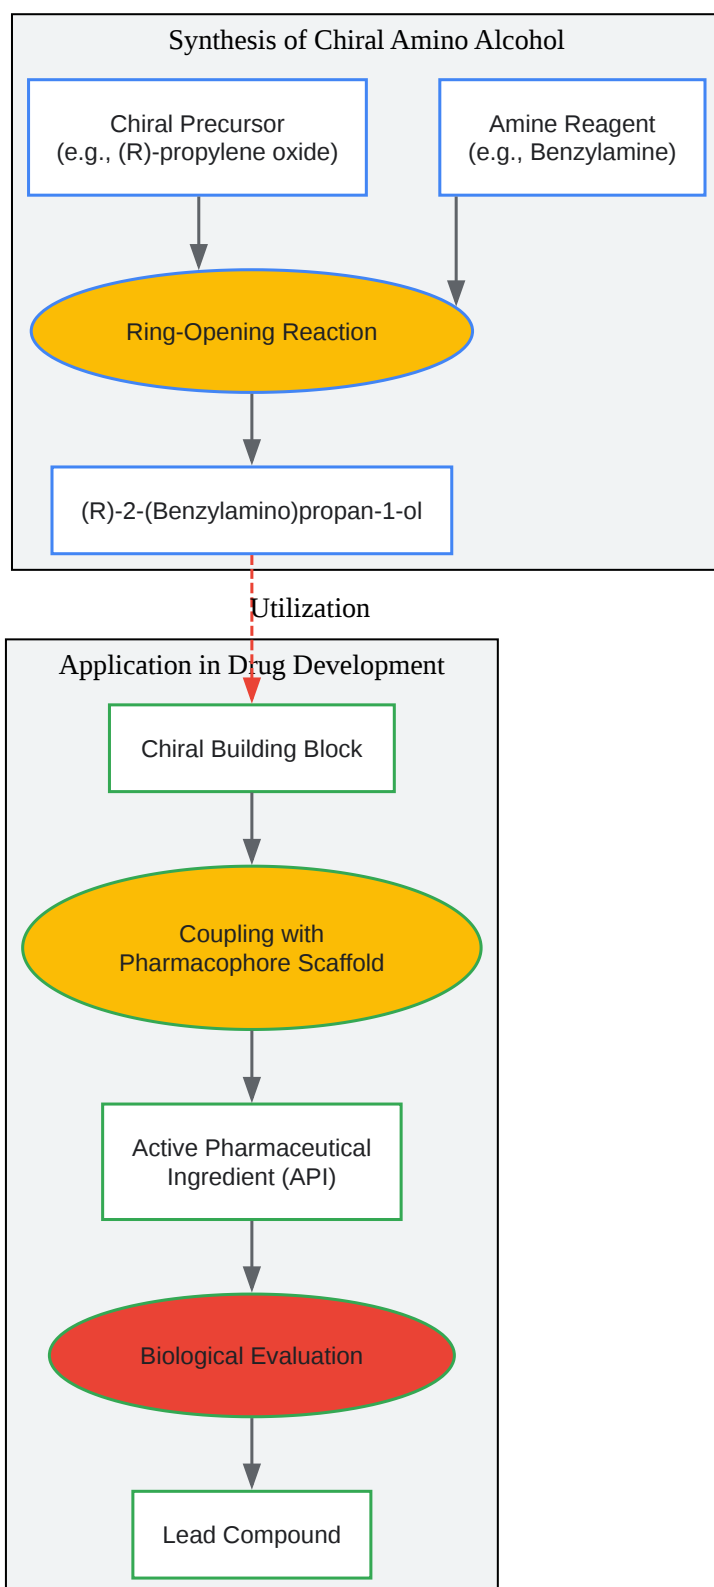 Synthesis of Chiral Amino Alcohol
Chiral Precursor
(e.g., (R)-propylene oxide)
Amine Reagent
(e.g., Benzylamine)
Ring-Opening Reaction
(R)-2-(Benzylamino)propan-1-ol
Utilization
Application in Drug Development
Chiral Building Block
Coupling with
Pharmacophore Scaffold
Active Pharmaceutical
Ingredient (API)
Biological Evaluation
Lead Compound